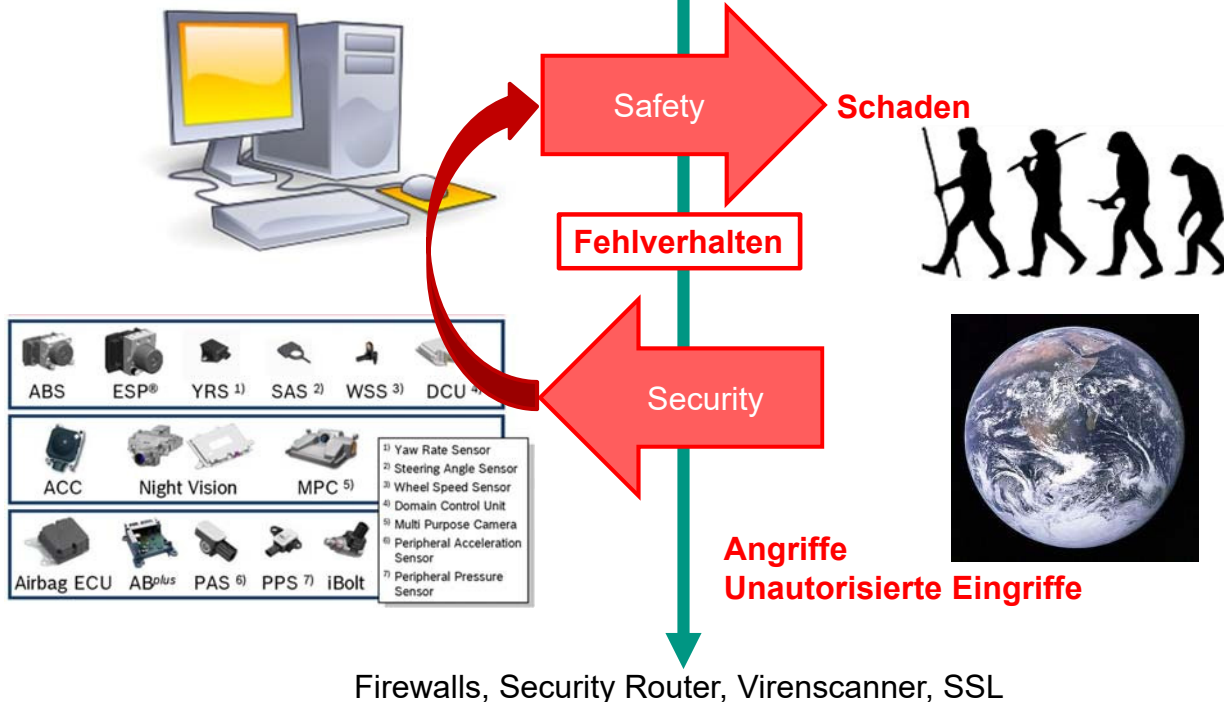 Safety
Schaden
Fehlverhalten
ABS ESP® YRS 1) SAS 2) WSS 3) DCU 4)
Security
ACC Night Vision MPC 5)
1) Yaw Rate Sensor
2) Steering Angle Sensor
3) Wheel Speed Sensor
4) Domain Control Unit
5) Multi Purpose Camera
6) Peripheral Acceleration
Sensor
7) Peripheral Pressure
Sensor
Airbag ECU ABplus PAS 6) PPS 7) iBolt
Angriffe
Unautorisierte Eingriffe
Firewalls, Security Router, Virenscanner, SSL